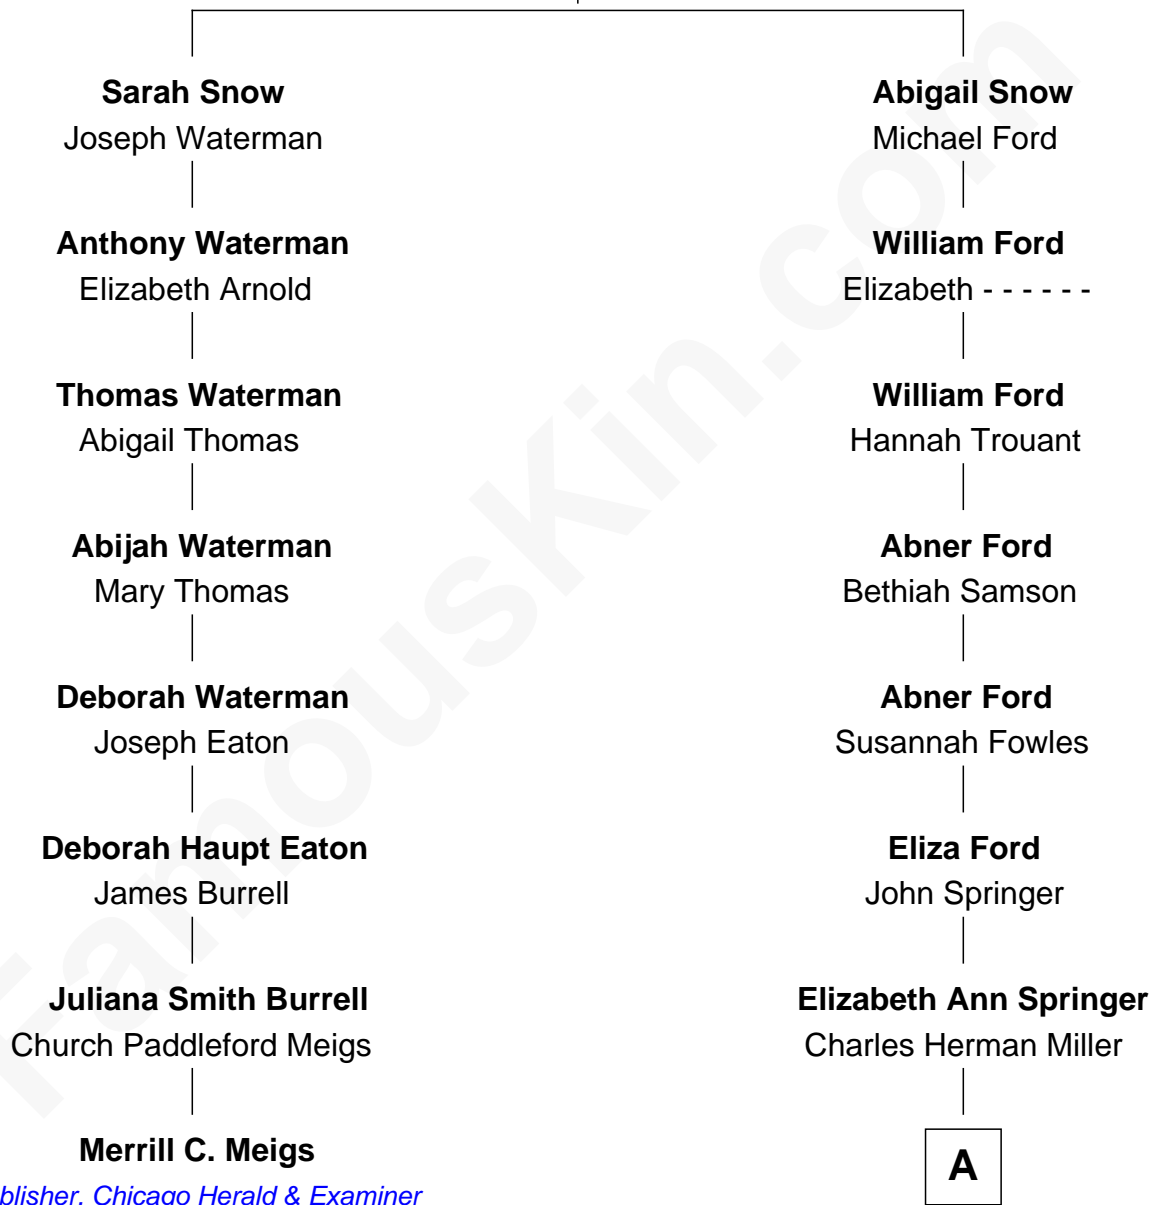 Sarah Snow
Joseph Waterman
Anthony Waterman
Elizabeth Arnold
Thomas Waterman
Abigail Thomas
Abijah Waterman
Mary Thomas
Deborah Waterman
Joseph Eaton
Deborah Haupt Eaton
James Burrell
Juliana Smith Burrell
Church Paddleford Meigs
Merrill C. Meigs
blisher, Chicago Herald & Examiner
Abigail Snow
Michael Ford
William Ford
Elizabeth - - - - - -
William Ford
Hannah Trouant
Abner Ford
Bethiah Samson
Abner Ford
Susannah Fowles
Eliza Ford
John Springer
Elizabeth Ann Springer
Charles Herman Miller
A
FamousKin.com